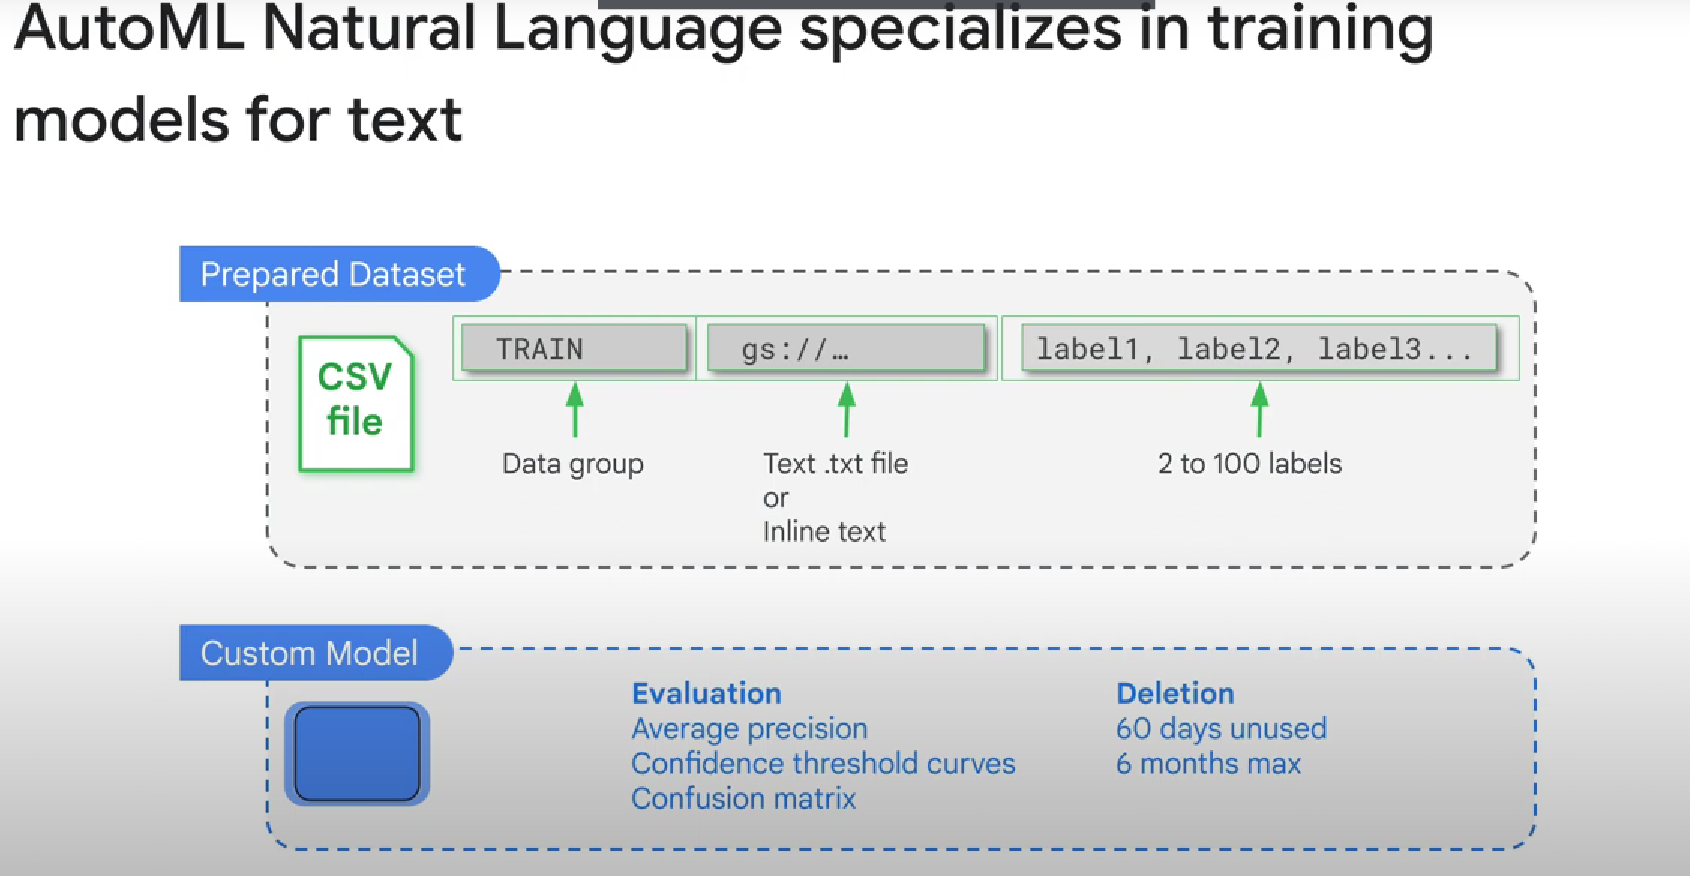 AutoML Natural Language specializes in training
models for text
Prepared Dataset
CSV
file
TRAIN
gs://…
label1, label2, label3...
Data group
Text .txt file
or
Inline text
2 to 100 labels
Custom Model
Evaluation
Average precision
Confidence threshold curves
Confusion matrix
Deletion
60 days unused
6 months max